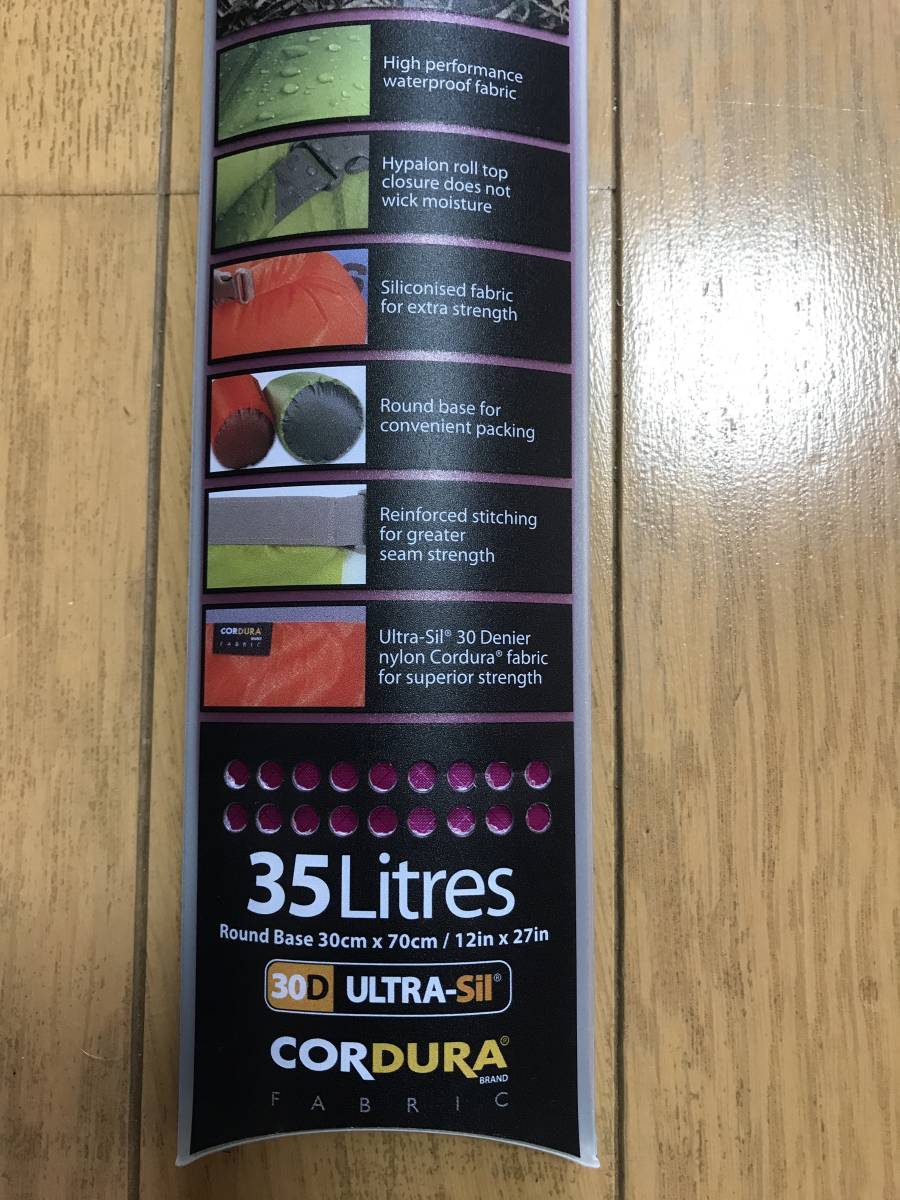 High performance
waterproof fabric
Hypalon roll top
closure does not
wick moisture
Siliconised fabric
for extra strength
Round base for
convenient packing
Reinforced stitching
for greater
seam strength
CORDURA
BRAND
FABRIC
Ultra-Sil® 30 Denier
nylon Cordura® fabric
for superior strength
35 Litres
Round Base 30cm x 70cm / 12in x 27in
30D ULTRA-Sil®
CORDURA®
BRAND
FABRIC